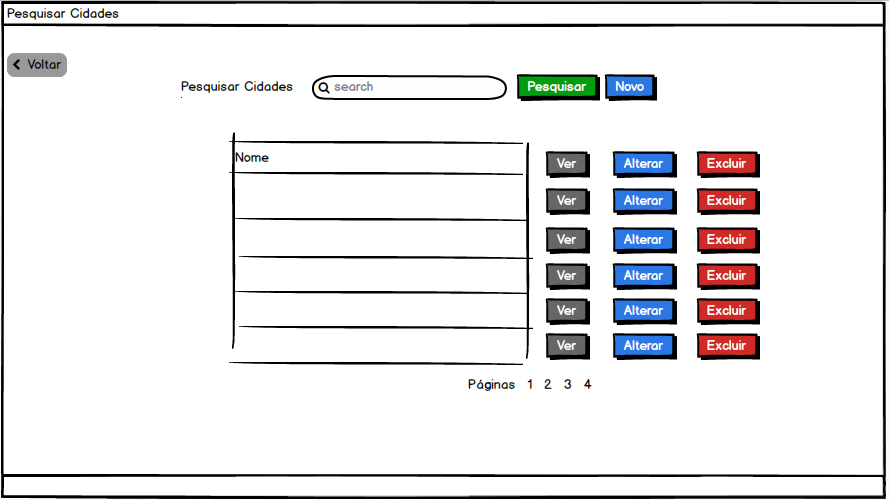 Pesquisar Cidades
Voltar
Pesquisar Cidades search Pesquisar Novo
Nome Ver Alterar Excluir
Ver Alterar Excluir
Ver Alterar Excluir
Ver Alterar Excluir
Ver Alterar Excluir
Ver Alterar Excluir
Páginas 1 2 3 4